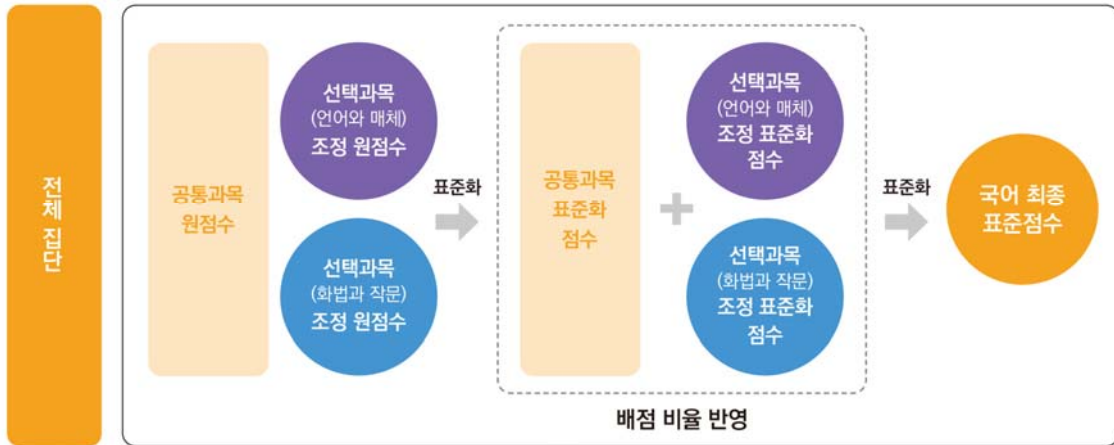 전체 집단
공통과목
원점수
선택과목
(언어와 매체)
조정 원점수
선택과목
(화법과 작문)
조정 원점수
표준화
공통과목
표준화
점수
선택과목
(언어와 매체)
조정 표준화
점수
선택과목
(화법과 작문)
조정 표준화
점수
배점 비율 반영
표준화
국어 최종
표준점수